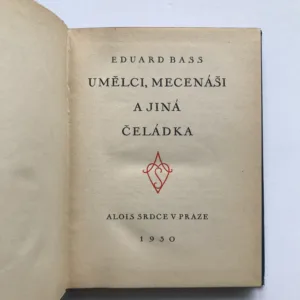 EDUARD BASS
UMĚLCI, MECENÁŠI
A JINÁ
ČELÁDKA
ALOIS SRDCE V PRAZE
1930